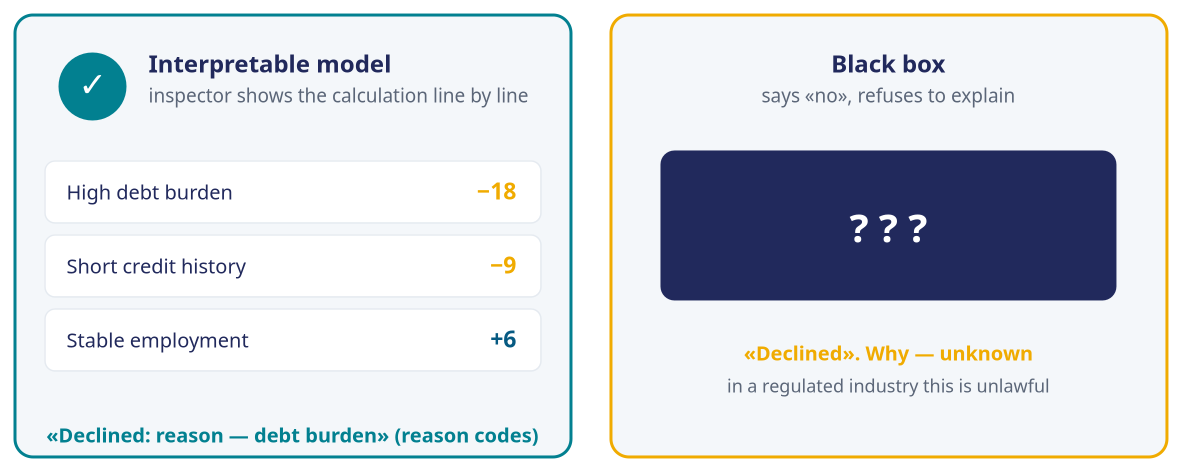 ✓
Interpretable model
inspector shows the calculation line by line
High debt burden −18
Short credit history −9
Stable employment +6
«Declined: reason — debt burden» (reason codes)
Black box
says «no», refuses to explain
? ? ?
«Declined». Why — unknown
in a regulated industry this is unlawful